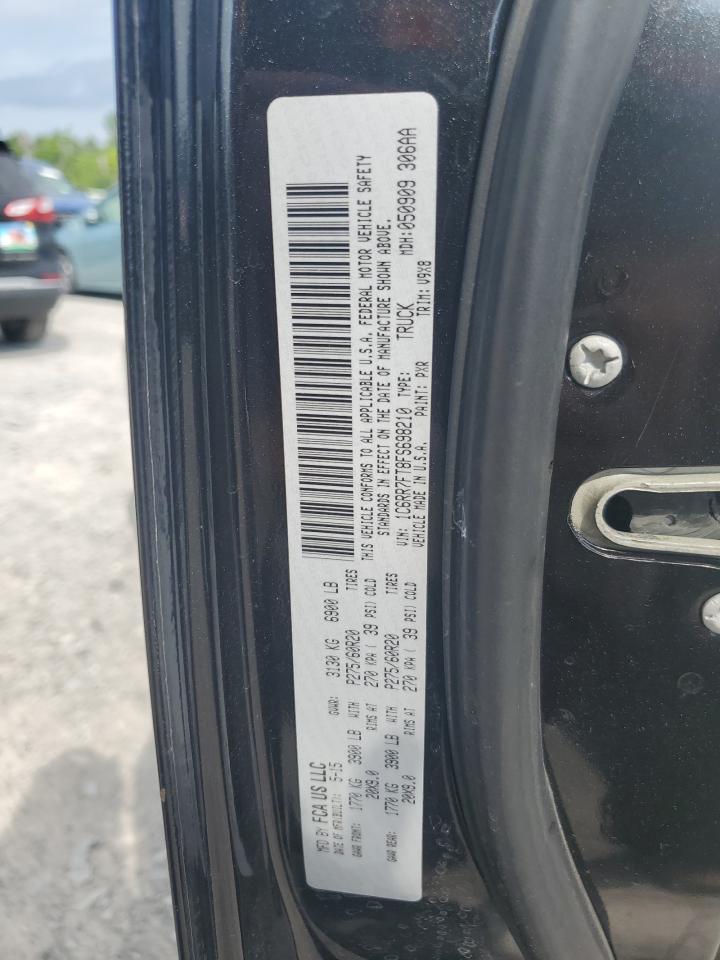 MFD BY: FCA US LLC
DATE OF MFR(BUILT): 5-15 GVWR: 3130 KG 6900 LB
GAWR FRONT: 1770 KG 3900 LB WITH P275/60R20 TIRES
20X9.0 RIMS AT 270 KPA ( 39 PSI) COLD
GAWR REAR: 1770 KG 3900 LB WITH P275/60R20 TIRES
20X9.0 RIMS AT 270 KPA ( 39 PSI) COLD
THIS VEHICLE CONFORMS TO ALL APPLICABLE U.S.A. FEDERAL MOTOR VEHICLE SAFETY
STANDARDS IN EFFECT ON THE DATE OF MANUFACTURE SHOWN ABOVE.
VIN: 1C6RR7FT8FS698210 TYPE: TRUCK MDH:050909 306AA
VEHICLE MADE IN U.S.A. PAINT: PXR TRIM: V9X8